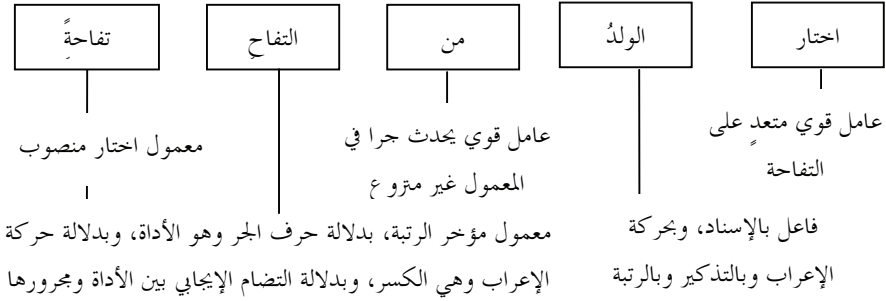 اختار
الولدُ
من
التفاحِ
تفاحةً
عامل قوي متعدٍ على
التفاحة
عامل قوي يحدث جرا في
المعمول غير متزوع
معمول اختار منصوب
فاعل بالإسناد، وبحركة
الإعراب وبالتذكير وبالرتبة
معمول مؤخر الرتبة، بدلالة حرف الجر وهو الأداة، وبدلالة حركة
الإعراب وهي الكسر، وبدلالة التضام الإيجابي بين الأداة ومجرورها